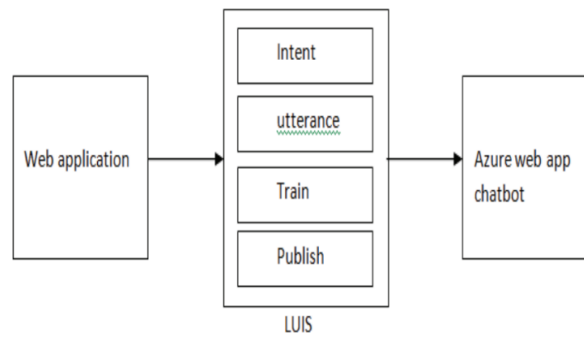 Web application
Intent
utterance
Train
Publish
LUIS
Azure web app
chatbot